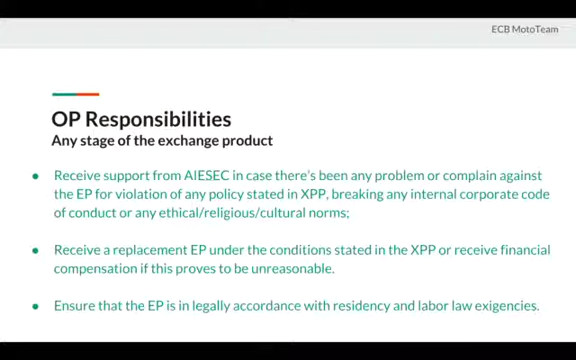 ECB MotoTeam
OP Responsibilities
Any stage of the exchange product
● Receive support from AIESEC in case there's been any problem or complain against
the EP for violation of any policy stated in XPP, breaking any internal corporate code
of conduct or any ethical/religious/cultural norms;
● Receive a replacement EP under the conditions stated in the XPP or receive financial
compensation if this proves to be unreasonable.
● Ensure that the EP is in legally accordance with residency and labor law exigencies.